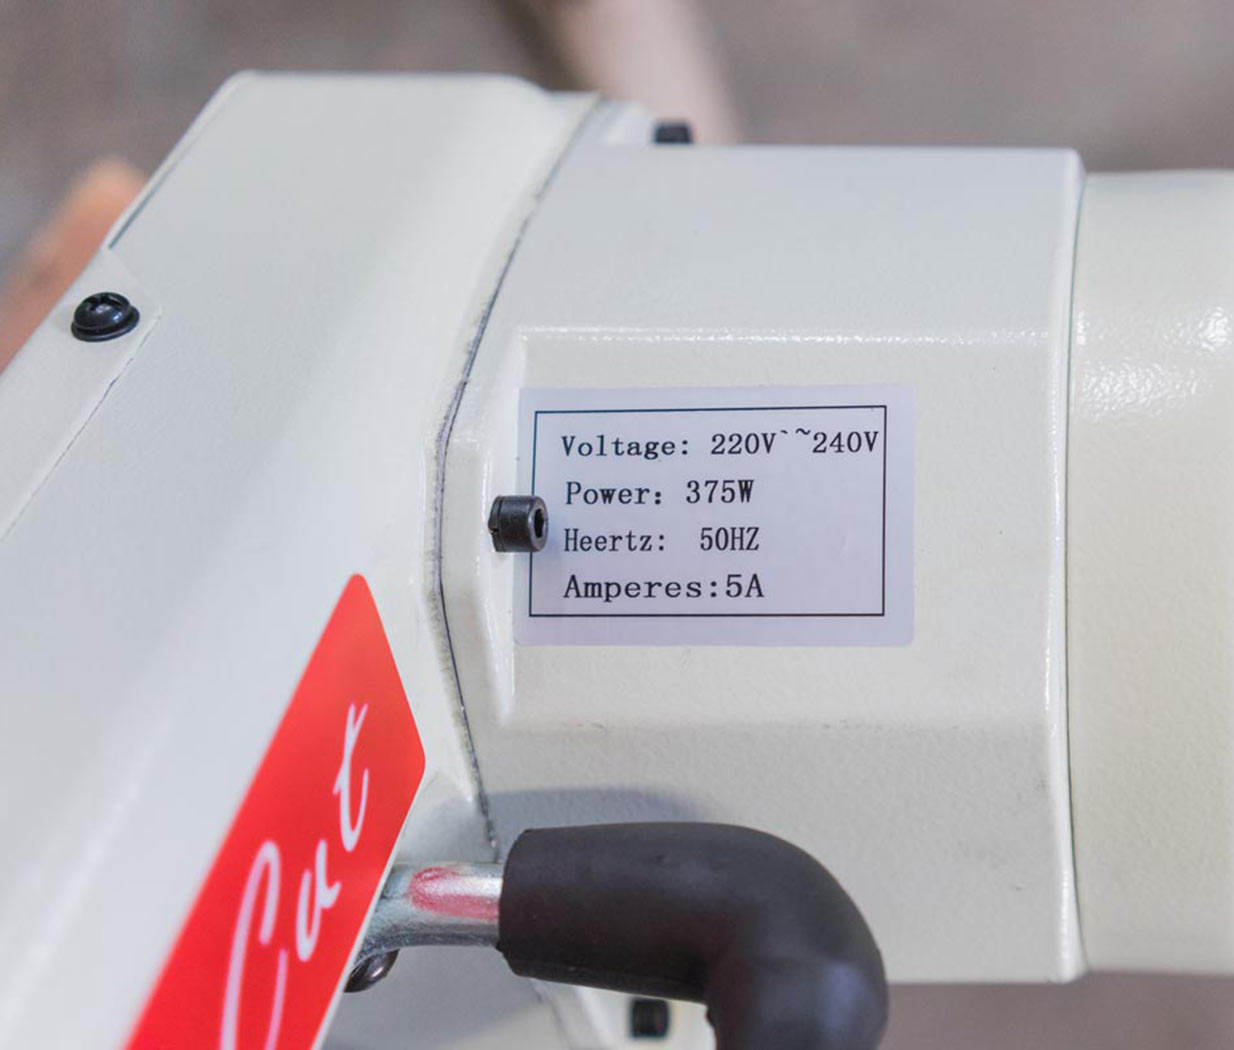 Voltage: 220V`~240V
Power: 375W
Heertz: 50HZ
Amperes:5A
Cut